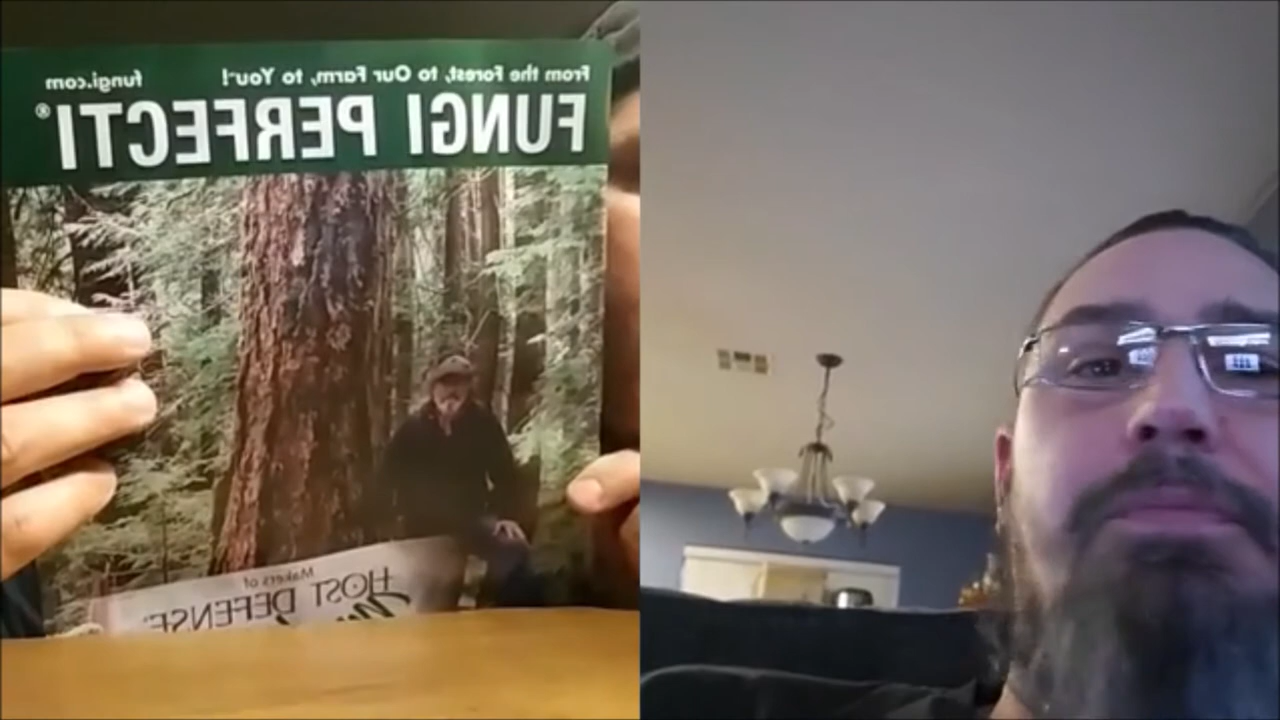 From the Forest, to Our Farm, to You! fungi.com
FUNGI PERFECTI®
Makers of
HOST DEFENSE